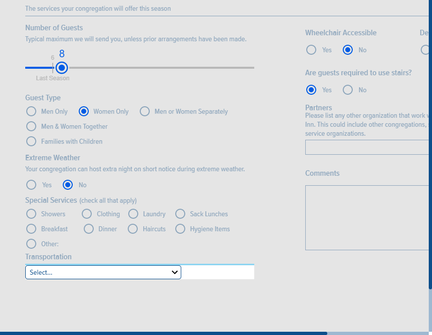 The services your congregation will offer this season
Number of Guests
Typical maximum we will send you, unless prior arrangements have been made.
8
6
Last Season
Guest Type
Men Only Women Only Men or Women Separately
Men & Women Together
Families with Children
Extreme Weather
Your congregation can host extra night on short notice during extreme weather.
Yes No
Special Services (check all that apply)
Showers Clothing Laundry Sack Lunches
Breakfast Dinner Haircuts Hygiene Items
Other:
Transportation
Select...
Wheelchair Accessible
Yes No
Are guests required to use stairs?
Yes No
Partners
Please list any other organization that work w
Inn. This could include other congregations,
service organizations.
Comments
De